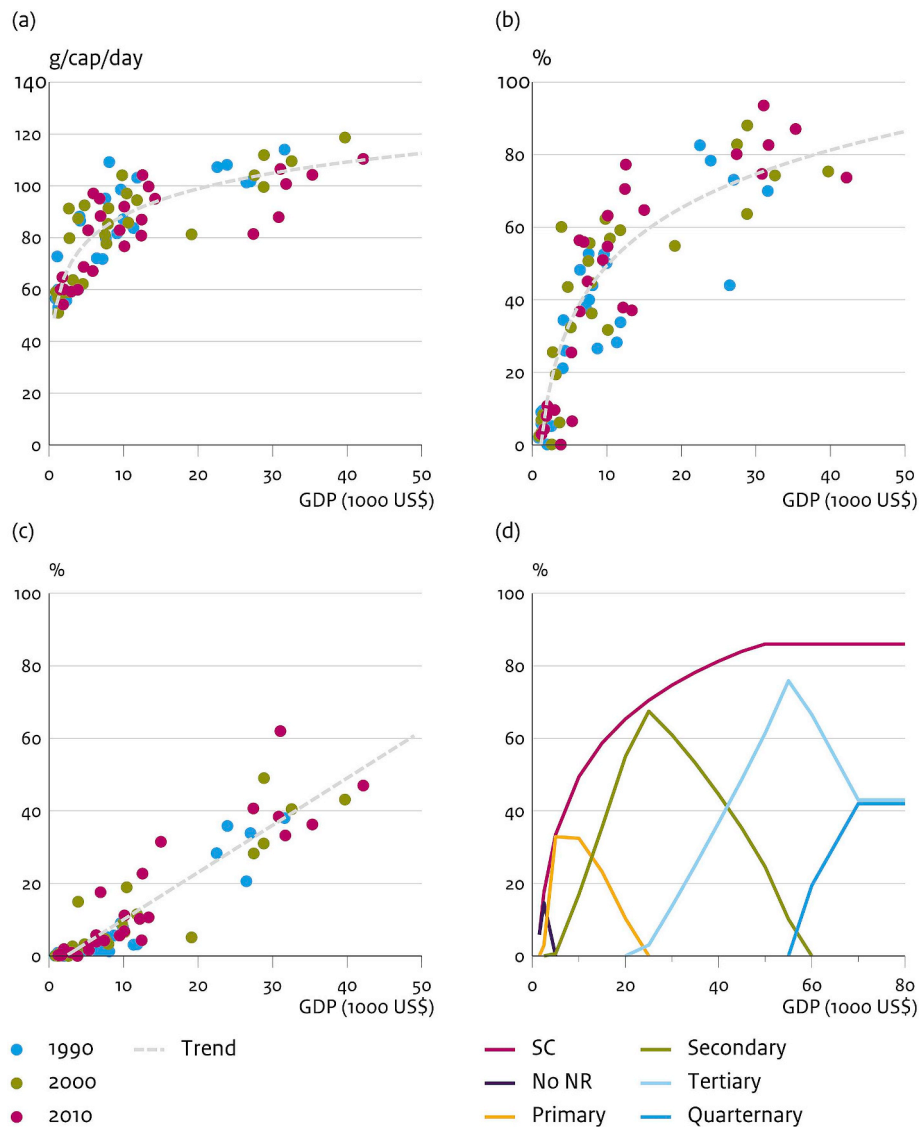 (a)
g/cap/day
140
120
100
80
60
40
20
0
0 10 20 30 40 50
GDP (1000 US$)
(b)
%
100
80
60
40
20
0
0 10 20 30 40 50
GDP (1000 US$)
(c)
%
100
80
60
40
20
0
0 10 20 30 40 50
GDP (1000 US$)
(d)
%
100
80
60
40
20
0
0 20 40 60 80
GDP (1000 US$)
1990
Trend
2000
2010
SC
Secondary
No NR
Tertiary
Primary
Quarternary